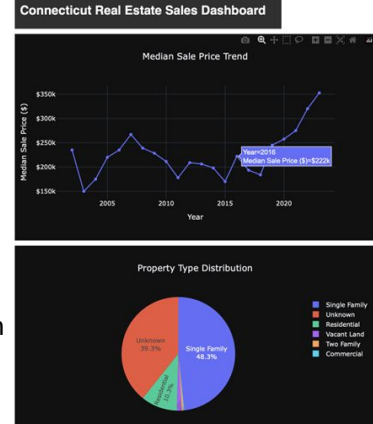 Connecticut Real Estate Sales Dashboard
Median Sale Price Trend
$350k
$300k
$250k
$200k
$150k
Median Sale Price ($)
Year=2016
Median Sale Price ($)=$222k
2005
2010
2015
2020
Year
Property Type Distribution
Unknown
39.3%
Single Family
48.3%
Residential
10.3%
Single Family
Unknown
Residential
Vacant Land
Two Family
Commercial
n